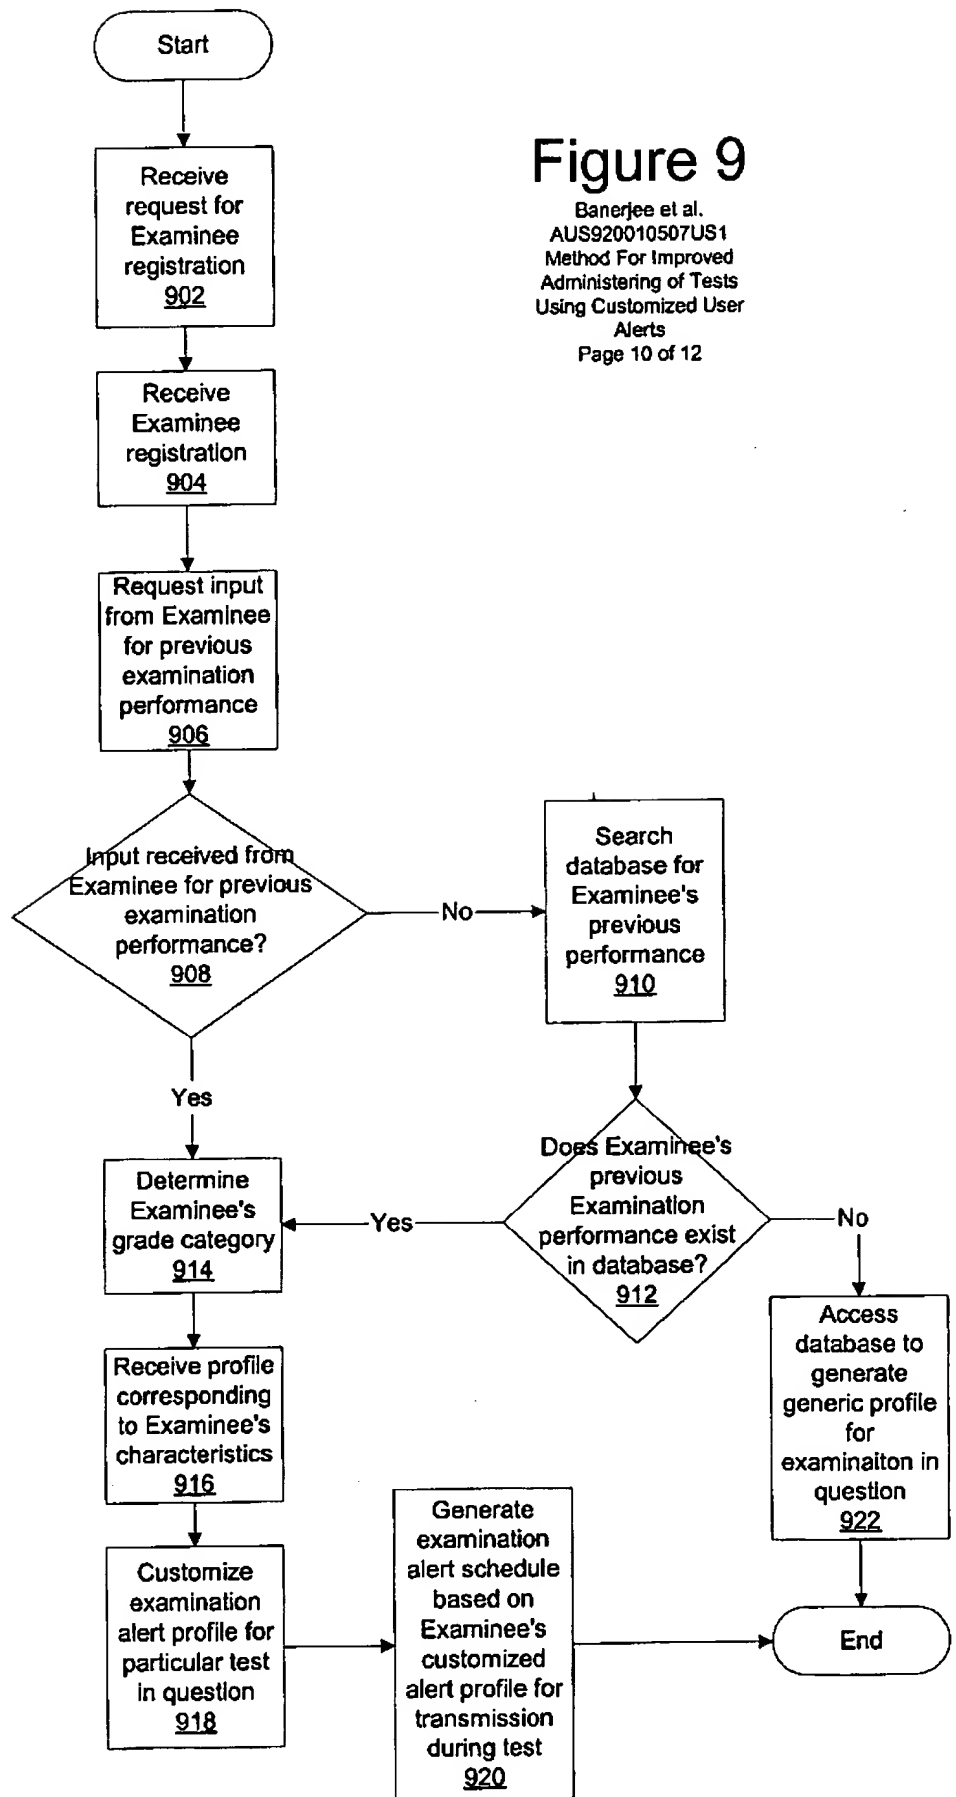 Start
Figure 9
Banerjee et al.
AUS920010507US1
Method For Improved
Administering of Tests
Using Customized User
Alerts
Page 10 of 12
Receive
request for
Examinee
registration
902
Receive
Examinee
registration
904
Request input
from Examinee
for previous
examination
performance
906
Input received from
Examinee for previous
examination
performance?
908
No
Search
database for
Examinee's
previous
performance
910
Yes
Does Examinee's
previous
Examination
performance exist
in database?
912
Yes
No
Determine
Examinee's
grade category
914
Access
database to
generate
generic profile
for
examinaiton in
question
922
Receive profile
corresponding
to Examinee's
characteristics
916
Customize
examination
alert profile for
particular test
in question
918
Generate
examination
alert schedule
based on
Examinee's
customized
alert profile for
transmission
during test
920
End